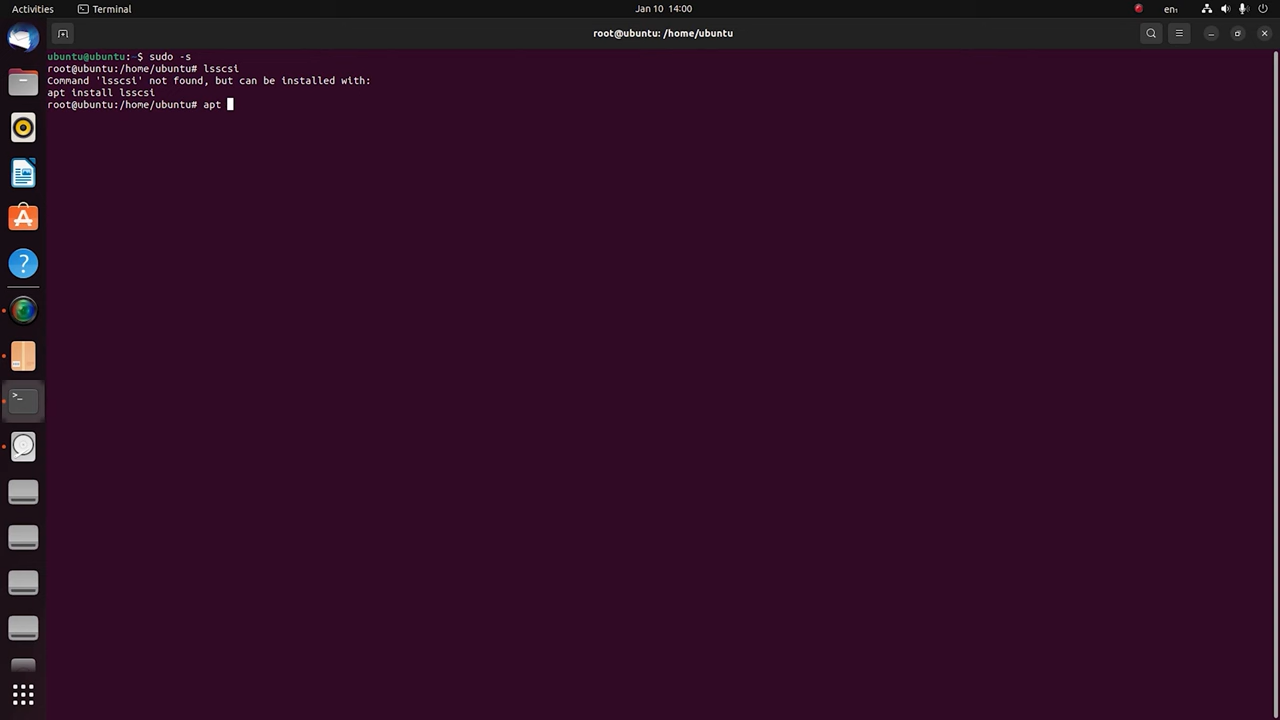 Activities
Terminal
Jan 10 14:00
en₁
root@ubuntu: /home/ubuntu
ubuntu@ubuntu:~$ sudo -s
root@ubuntu:/home/ubuntu# lsscsi
Command 'lsscsi' not found, but can be installed with:
apt install lsscsi
root@ubuntu:/home/ubuntu# apt